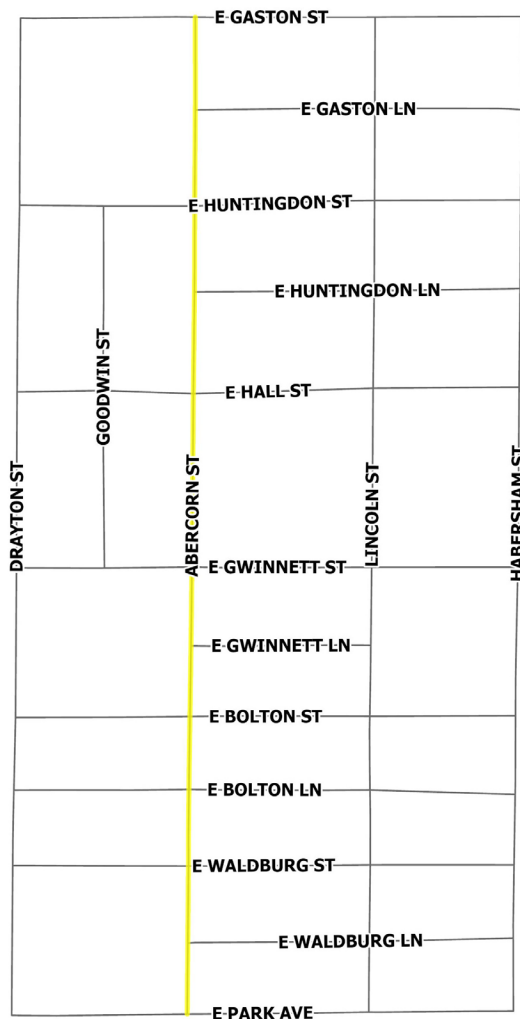 E GASTON ST
E GASTON LN
E HUNTINGDON ST
E HUNTINGDON LN
GOODWIN ST
E HALL ST
DRAYTON ST
ABERCORN ST
LINCOLN ST
HABERSHAM ST
E GWINNETT ST
E GWINNETT LN
E BOLTON ST
E BOLTON LN
E WALDBURG ST
E WALDBURG LN
E PARK AVE